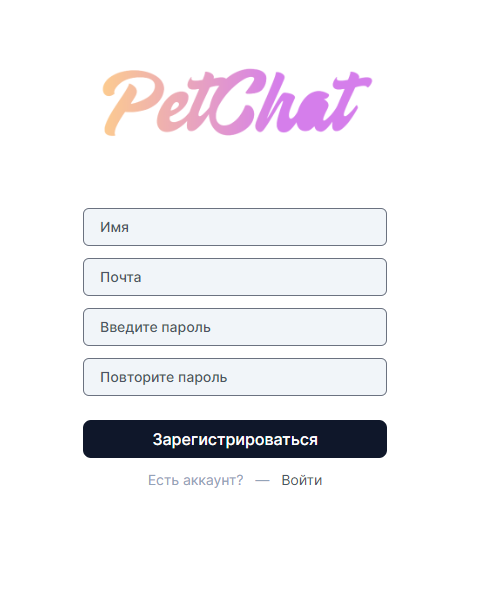 PetChat
Имя
Почта
Введите пароль
Повторите пароль
Зарегистрироваться
Есть аккаунт? — Войти